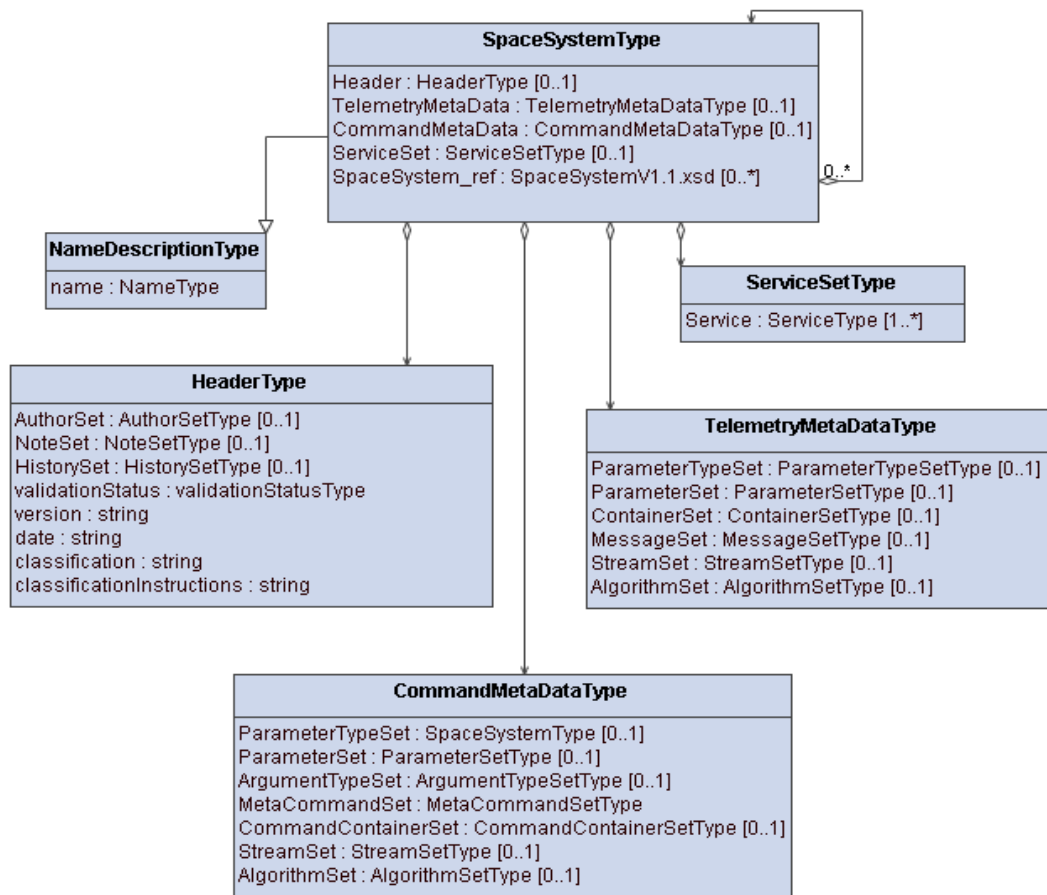 SpaceSystemType
Header : HeaderType [0..1]
TelemetryMetaData : TelemetryMetaDataType [0..1]
CommandMetaData : CommandMetaDataType [0..1]
ServiceSet : ServiceSetType [0..1]
SpaceSystem_ref : SpaceSystemV1.1.xsd [0..*]
0..*
NameDescriptionType
name : NameType
ServiceSetType
Service : ServiceType [1..*]
HeaderType
AuthorSet : AuthorSetType [0..1]
NoteSet : NoteSetType [0..1]
HistorySet : HistorySetType [0..1]
validationStatus : validationStatusType
version : string
date : string
classification : string
classificationInstructions : string
TelemetryMetaDataType
ParameterTypeSet : ParameterTypeSetType [0..1]
ParameterSet : ParameterSetType [0..1]
ContainerSet : ContainerSetType [0..1]
MessageSet : MessageSetType [0..1]
StreamSet : StreamSetType [0..1]
AlgorithmSet : AlgorithmSetType [0..1]
CommandMetaDataType
ParameterTypeSet : SpaceSystemType [0..1]
ParameterSet : ParameterSetType [0..1]
ArgumentTypeSet : ArgumentTypeSetType [0..1]
MetaCommandSet : MetaCommandSetType
CommandContainerSet : CommandContainerSetType [0..1]
StreamSet : StreamSetType [0..1]
AlgorithmSet : AlgorithmSetType [0..1]